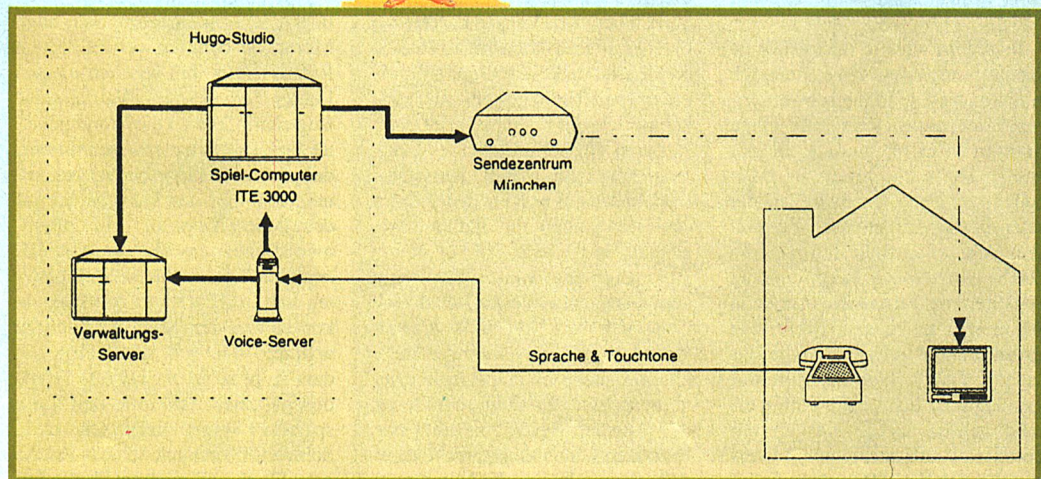 Hugo-Studio
Spiel-Computer
ITE 3000
Sendezentrum
München
Verwaltungs-
Server
Voice-Server
Sprache & Touchtone